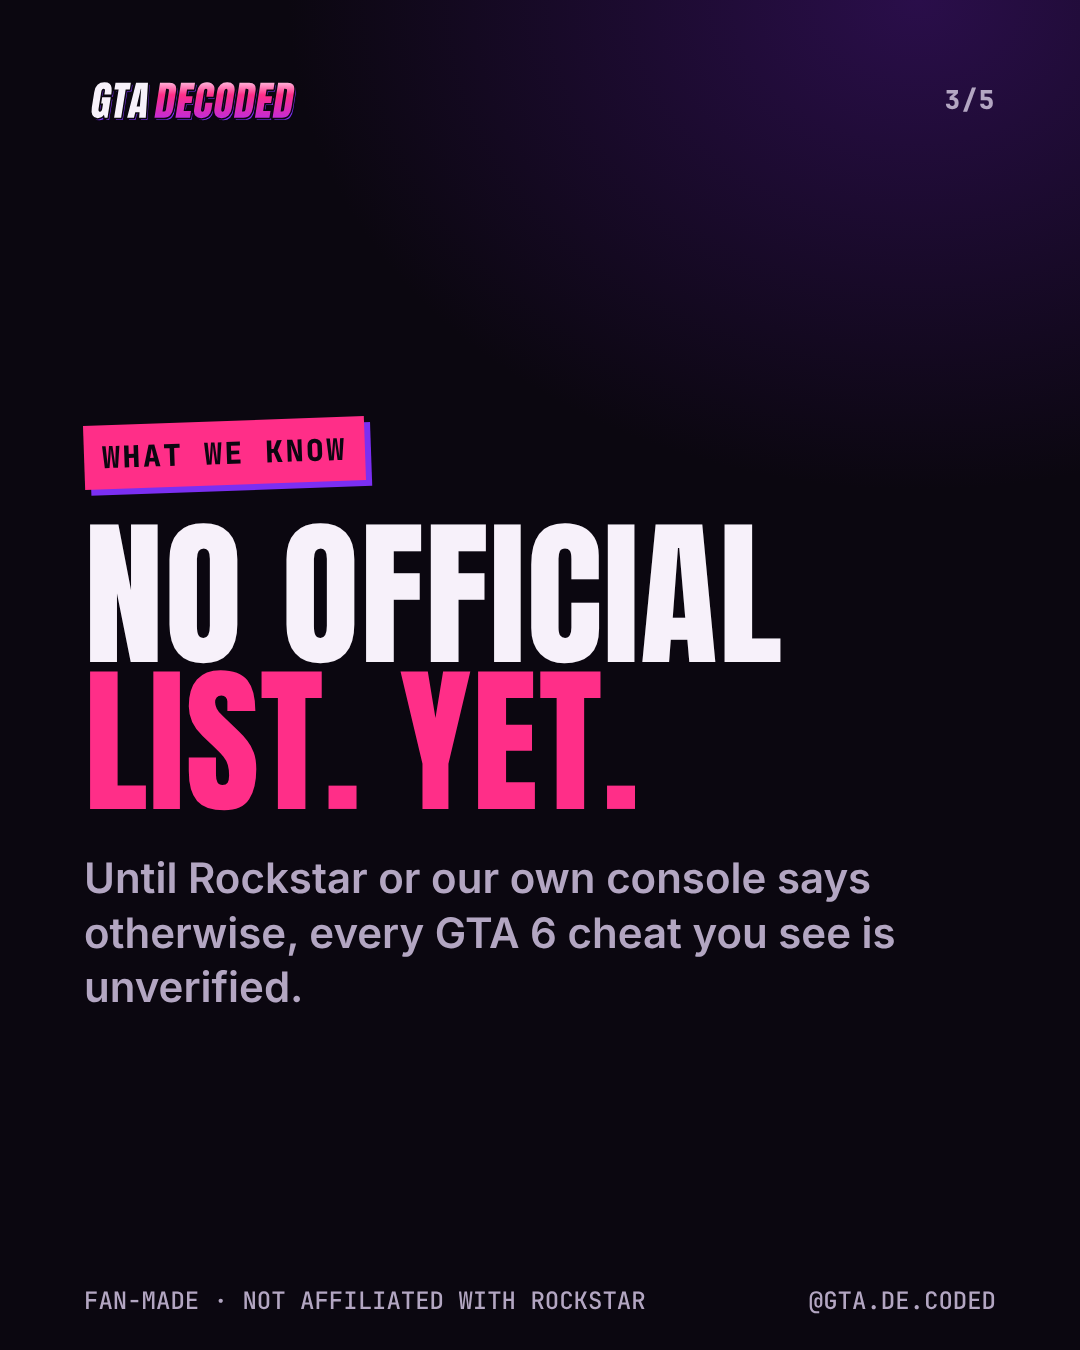 GTA DECODED
3/5
WHAT WE KNOW
NO OFFICIAL
LIST. YET.
Until Rockstar or our own console says
otherwise, every GTA 6 cheat you see is
unverified.
FAN-MADE · NOT AFFILIATED WITH ROCKSTAR
@GTA.DE.CODED